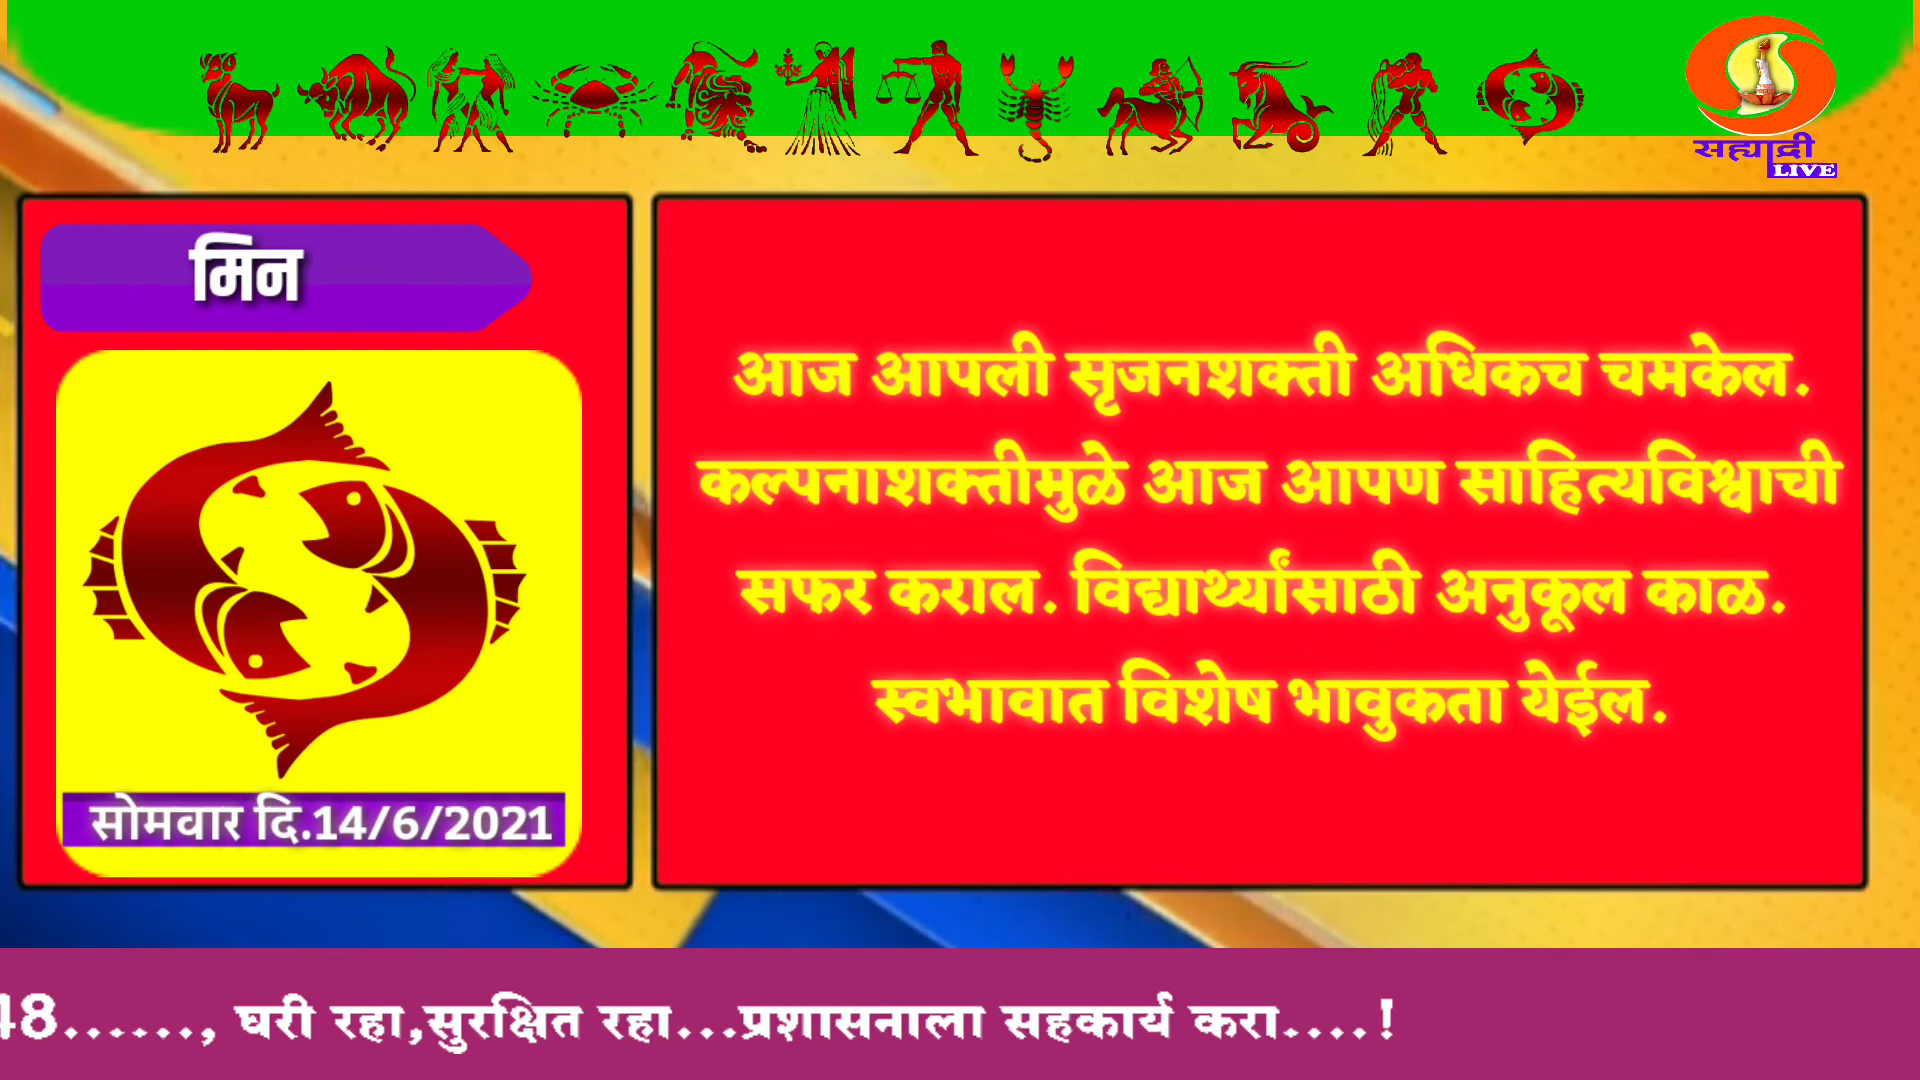 सह्याद्री
LIVE
मिन
आज आपली सृजनशक्ती अधिकच चमकेल.
कल्पनाशक्तीमुळे आज आपण साहित्यविश्वाची
सफर कराल. विद्यार्थ्यांसाठी अनुकूल काळ.
स्वभावात विशेष भावुकता येईल.
सोमवार दि.14/6/2021
48......, घरी रहा,सुरक्षित रहा...प्रशासनाला सहकार्य करा....!